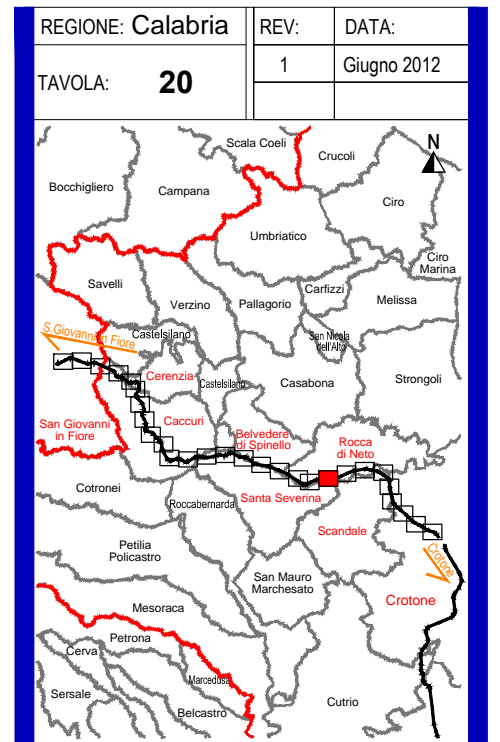 REGIONE: Calabria
REV:
DATA:
TAVOLA: 20
1
Giugno 2012
Scala Coeli
Crucoli
N
Bocchigliero
Campana
Ciro
Umbriatico
Ciro
Marina
Savelli
Verzino
Pallagorio
Carfizzi
Melissa
S.Giovanni in Fiore
Castelsilano
San Nicola
dell'Alto
Cerenzia
Castelsilano
Casabona
Strongoli
San Giovanni
in Fiore
Caccuri
Belvedere
di Spinello
Rocca
di Neto
Cotronei
Roccabernarda
Santa Severina
Scandale
Petilia
Policastro
Crotone
San Mauro
Marchesato
Mesoraca
Crotone
Petrona
Cerva
Marcedusa
Sersale
Belcastro
Cutrio